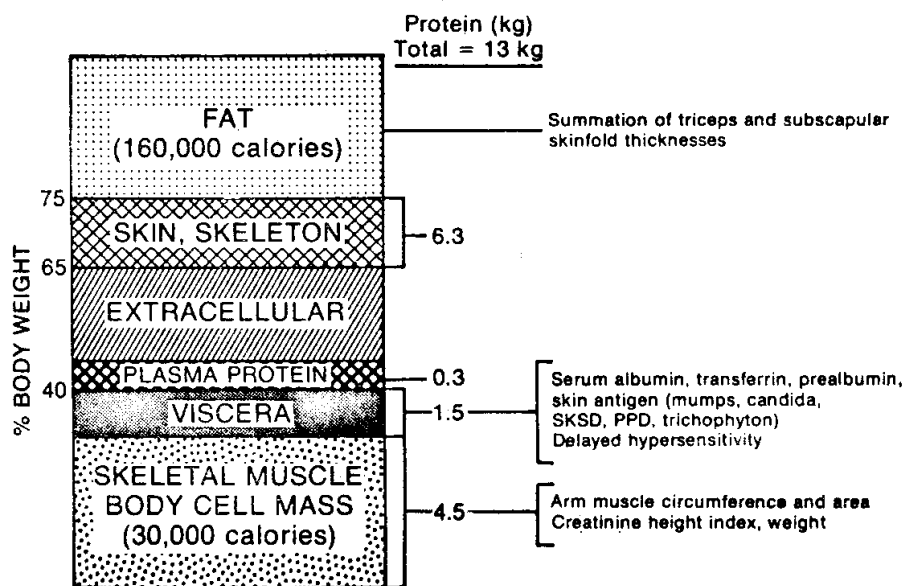 Protein (kg)
Total = 13 kg
FAT
(160,000 calories)
Summation of triceps and subscapular
skinfold thicknesses
75
SKIN, SKELETON
6.3
65
% BODY WEIGHT
EXTRACELLULAR
PLASMA PROTEIN
0.3
40
VISCERA
1.5
Serum albumin, transferrin, prealbumin,
skin antigen (mumps, candida,
SKSD, PPD, trichophyton)
Delayed hypersensitivity
SKELETAL MUSCLE
BODY CELL MASS
(30,000 calories)
4.5
Arm muscle circumference and area
Creatinine height index, weight